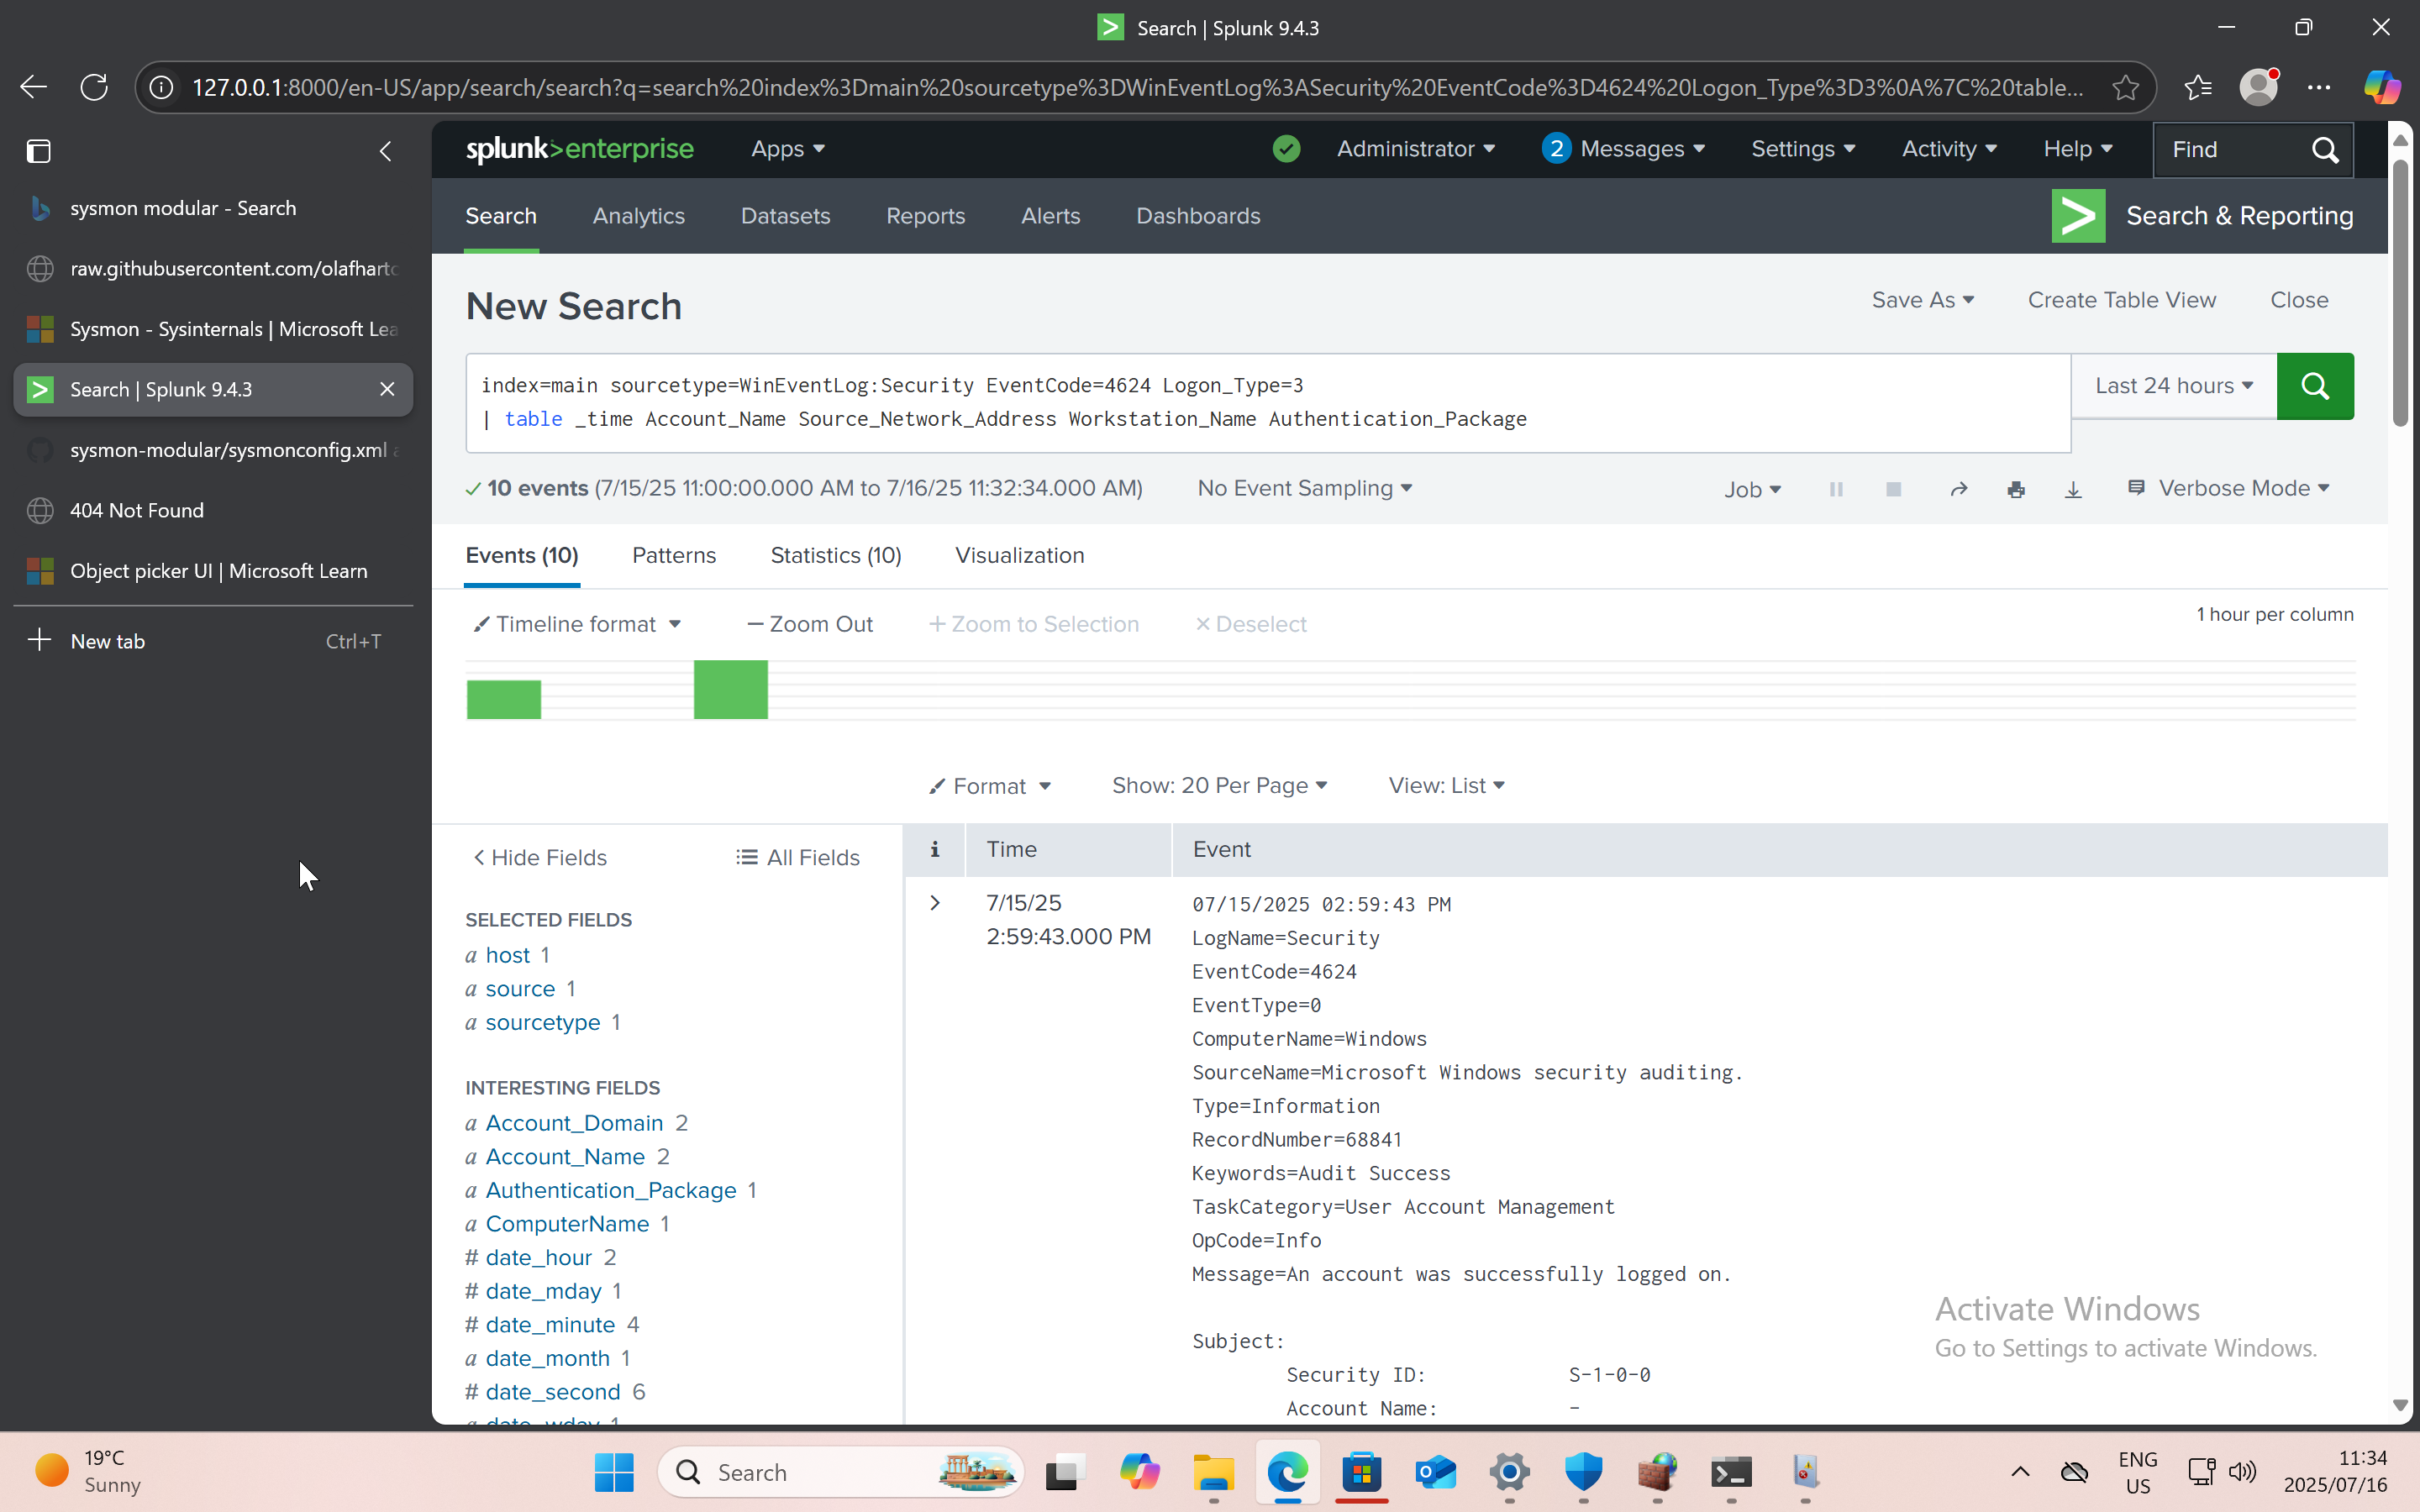 Search | Splunk 9.4.3
127.0.0.1:8000/en-US/app/search/search?q=search%20index%3Dmain%20sourcetype%3DWinEventLog%3ASecurity%20EventCode%3D4624%20Logon_Type%3D3%0A%7C%20table...
sysmon modular - Search
raw.githubusercontent.com/olafhartc
Sysmon - Sysinternals | Microsoft Lea
Search | Splunk 9.4.3
sysmon-modular/sysmonconfig.xml a
404 Not Found
Object picker UI | Microsoft Learn
New tab Ctrl+T
splunk>enterprise Apps Administrator 2 Messages Settings Activity Help Find
Search Analytics Datasets Reports Alerts Dashboards Search & Reporting
New Search Save As Create Table View Close
index=main sourcetype=WinEventLog:Security EventCode=4624 Logon_Type=3
| table _time Account_Name Source_Network_Address Workstation_Name Authentication_Package
Last 24 hours
10 events (7/15/25 11:00:00.000 AM to 7/16/25 11:32:34.000 AM) No Event Sampling Job Verbose Mode
Events (10) Patterns Statistics (10) Visualization
Timeline format Zoom Out Zoom to Selection Deselect 1 hour per column
Format Show: 20 Per Page View: List
Hide Fields All Fields
SELECTED FIELDS
a host 1
a source 1
a sourcetype 1
INTERESTING FIELDS
a Account_Domain 2
a Account_Name 2
a Authentication_Package 1
a ComputerName 1
# date_hour 2
# date_mday 1
# date_minute 4
a date_month 1
# date_second 6
a date_wday 1
i Time Event
7/15/25
2:59:43.000 PM
07/15/2025 02:59:43 PM
LogName=Security
EventCode=4624
EventType=0
ComputerName=Windows
SourceName=Microsoft Windows security auditing.
Type=Information
RecordNumber=68841
Keywords=Audit Success
TaskCategory=User Account Management
OpCode=Info
Message=An account was successfully logged on.
Subject:
Security ID: S-1-0-0
Account Name: -
Activate Windows
Go to Settings to activate Windows.
19°C
Sunny
Search
ENG
US
11:34
2025/07/16